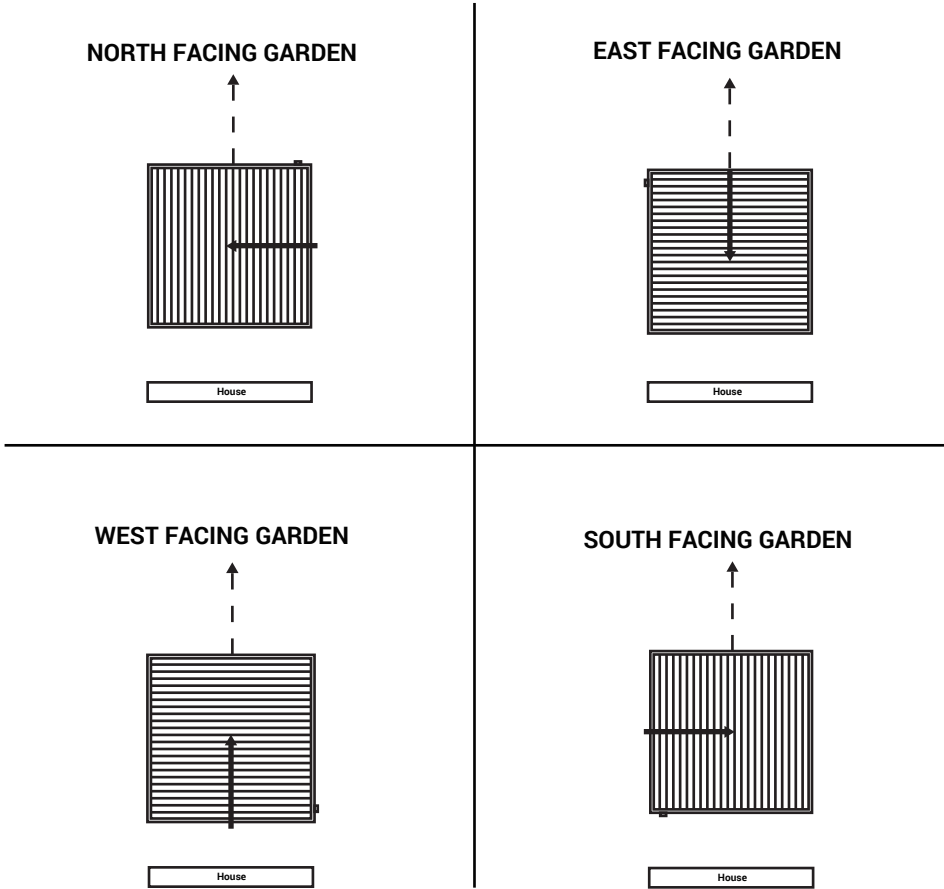 NORTH FACING GARDEN
House
EAST FACING GARDEN
House
WEST FACING GARDEN
House
SOUTH FACING GARDEN
House